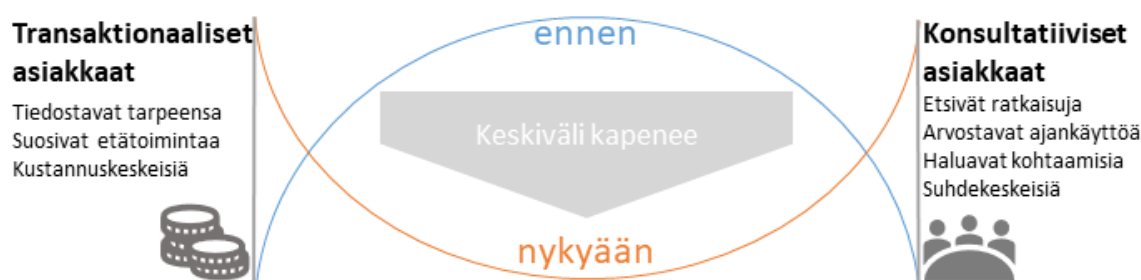 Transaktionaaliset
asiakkaat
Tiedostavat tarpeensa
Suosivat etätoimintaa
Kustannuskeskeisiä
ennen
Keskiväli kapenee
nykyään
Konsultatiiviset
asiakkaat
Etsivät ratkaisuja
Arvostavat ajankäyttöä
Haluavat kohtaamisia
Suhdekeskeisiä